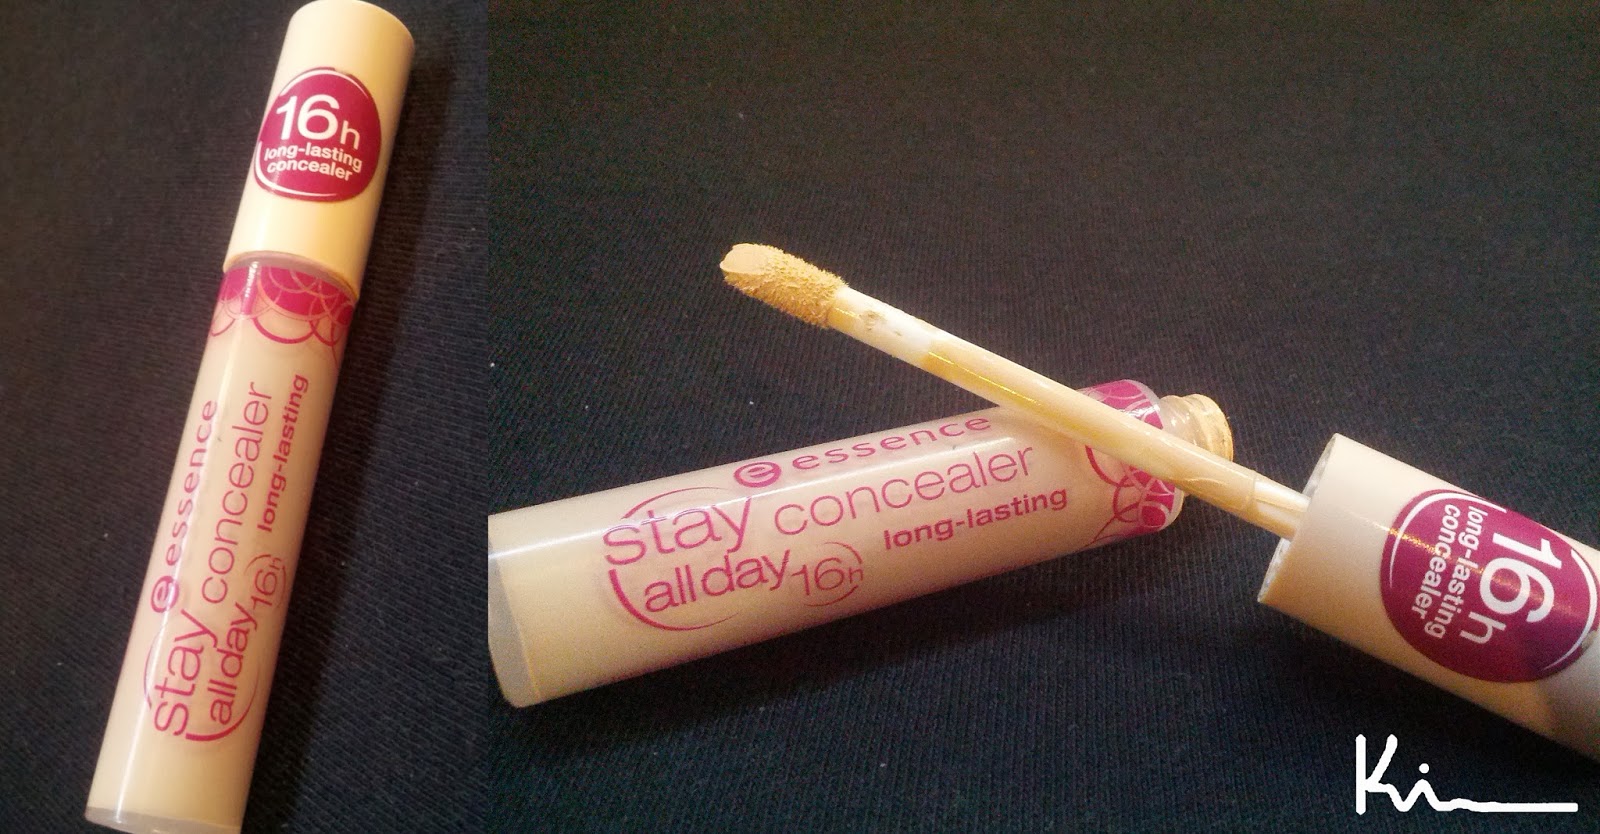 16h
long-lasting
concealer
e essence
stay concealer
all day 16h long-lasting
e essence
stay concealer
all day 16h long-lasting
16h
long-lasting
concealer
Kim